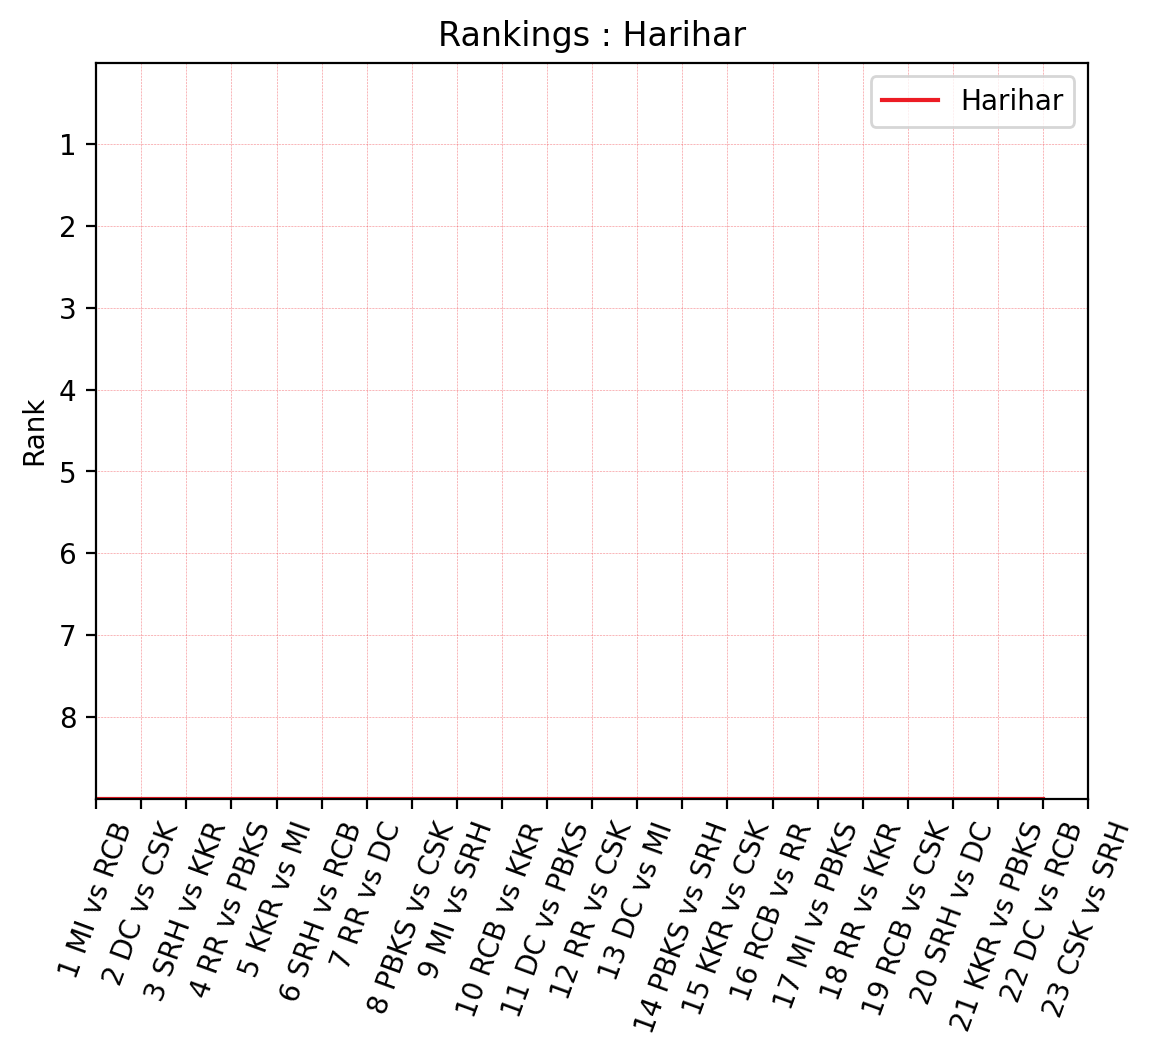 Rankings : Harihar
Harihar
Rank
1
2
3
4
5
6
7
8
1 MI vs RCB
2 DC vs CSK
3 SRH vs KKR
4 RR vs PBKS
5 KKR vs MI
6 SRH vs RCB
7 RR vs DC
8 PBKS vs CSK
9 MI vs SRH
10 RCB vs KKR
11 DC vs PBKS
12 RR vs CSK
13 DC vs MI
14 PBKS vs SRH
15 KKR vs CSK
16 RCB vs RR
17 MI vs PBKS
18 RR vs KKR
19 RCB vs CSK
20 SRH vs DC
21 KKR vs PBKS
22 DC vs RCB
23 CSK vs SRH